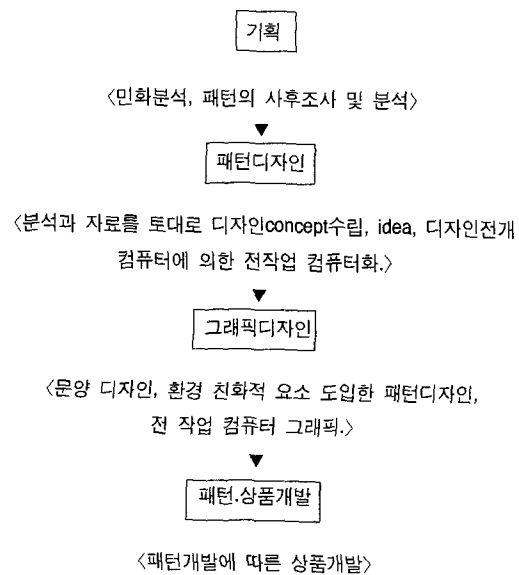 기획
〈민화분석, 패턴의 사후조사 및 분석〉
▼
패턴디자인
〈분석과 자료를 토대로 디자인concept수립, idea, 디자인전개
컴퓨터에 의한 전작업 컴퓨터화.〉
▼
그래픽디자인
〈문양 디자인, 환경 친화적 요소 도입한 패턴디자인,
전 작업 컴퓨터 그래픽.〉
▼
패턴.상품개발
〈패턴개발에 따른 상품개발〉